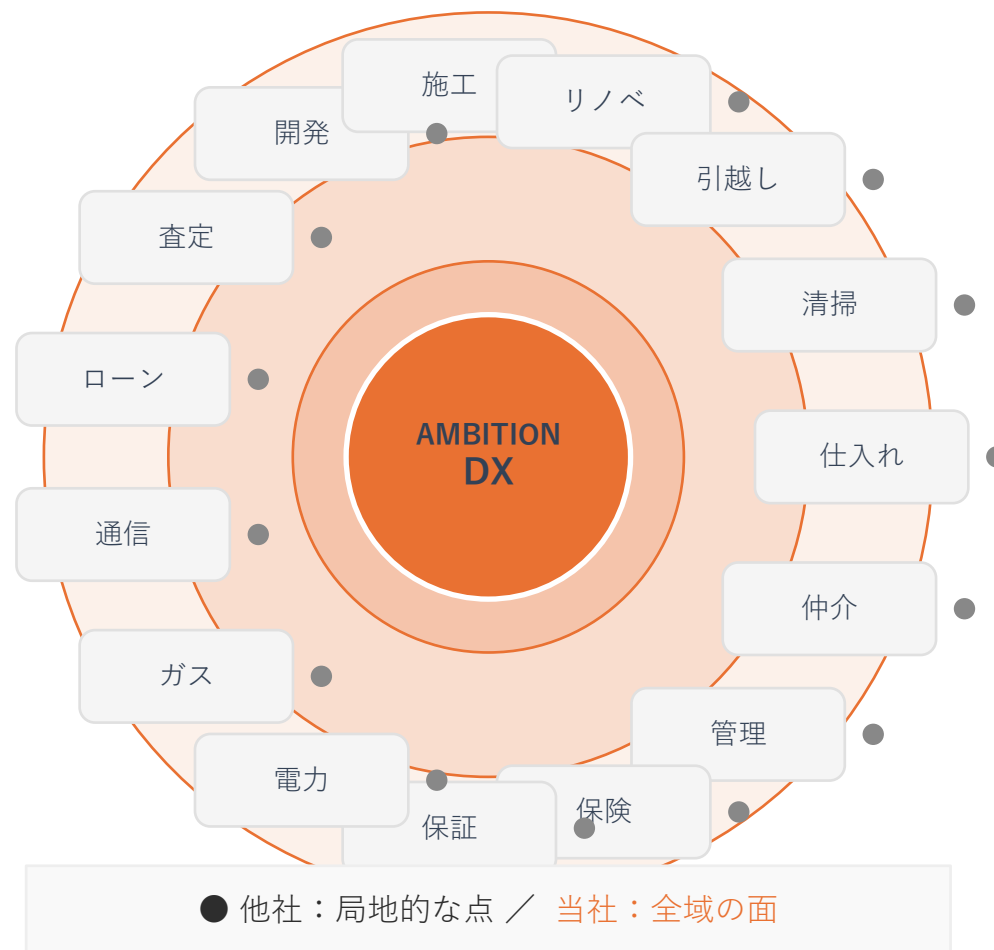 施工
リノベ
開発
引越し
査定
清掃
ローン
AMBITION
DX
仕入れ
通信
仲介
ガス
管理
電力
保険
保証
● 他社：局地的な点 ／ 当社：全域の面